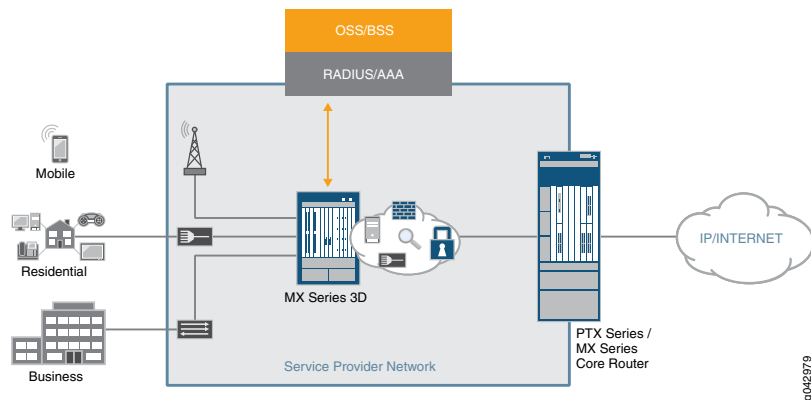 OSS/BSS
RADIUS/AAA
Mobile
Residential
Business
MX Series 3D
Service Provider Network
PTX Series /
MX Series
Core Router
IP/INTERNET
g042979